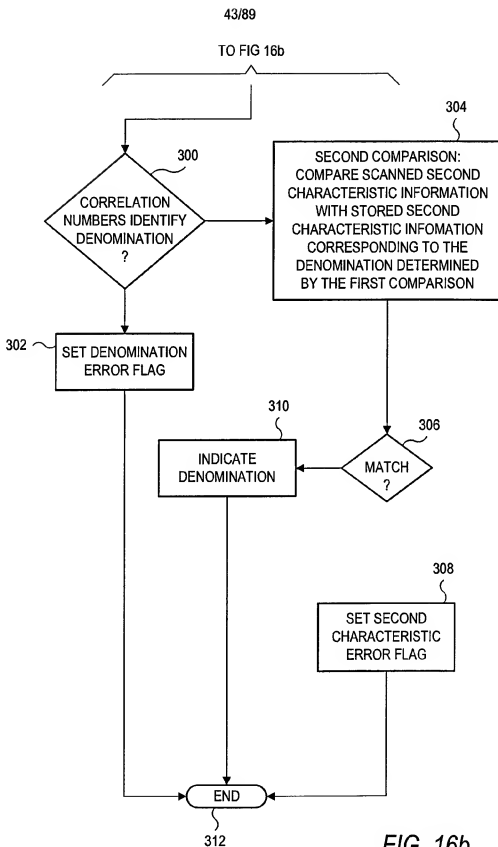 43/89
TO FIG 16b
300
CORRELATION
NUMBERS IDENTIFY
DENOMINATION
?
304
SECOND COMPARISON:
COMPARE SCANNED SECOND
CHARACTERISTIC INFORMATION
WITH STORED SECOND
CHARACTERISTIC INFOMATION
CORRESPONDING TO THE
DENOMINATION DETERMINED
BY THE FIRST COMPARISON
302
SET DENOMINATION
ERROR FLAG
306
MATCH
?
310
INDICATE
DENOMINATION
308
SET SECOND
CHARACTERISTIC
ERROR FLAG
END
312
FIG. 16b